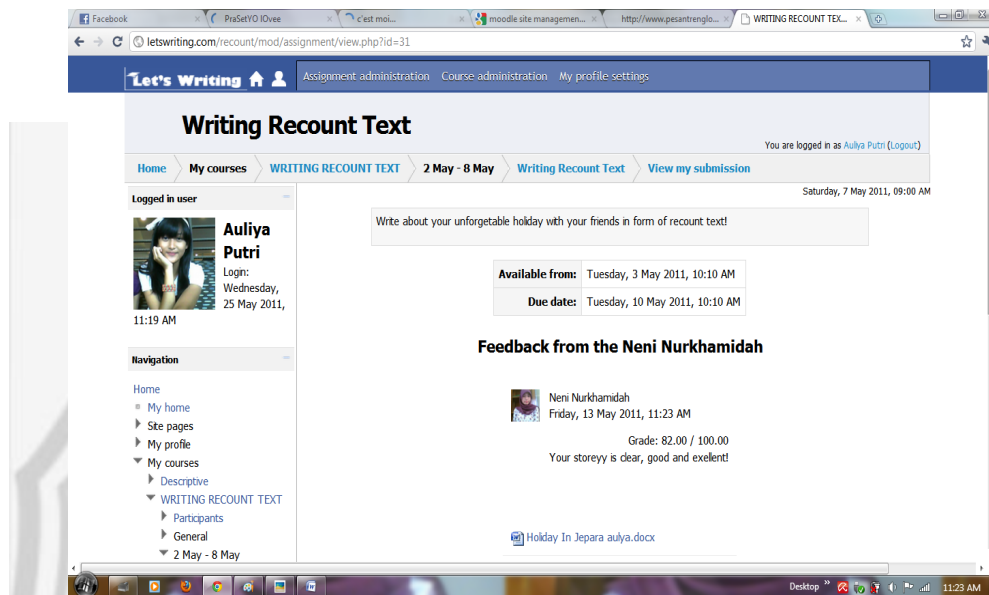 Facebook
PraSetYO lOvee
c'est moi...
moodle site managemen...
http://www.pesantrenglo...
WRITING RECOUNT TEX...
letswriting.com/recount/mod/assignment/view.php?id=31
Let's Writing
Assignment administration Course administration My profile settings
Writing Recount Text
You are logged in as Auliya Putri (Logout)
Home My courses WRITING RECOUNT TEXT 2 May - 8 May Writing Recount Text View my submission
Saturday, 7 May 2011, 09:00 AM
Logged in user
Auliya
Putri
Login:
Wednesday,
25 May 2011,
11:19 AM
Navigation
Home
My home
Site pages
My profile
My courses
Descriptive
WRITING RECOUNT TEXT
Participants
General
2 May - 8 May
Write about your unforgetable holiday with your friends in form of recount text!
Available from: Tuesday, 3 May 2011, 10:10 AM
Due date: Tuesday, 10 May 2011, 10:10 AM
Feedback from the Neni Nurkhamidah
Neni Nurkhamidah
Friday, 13 May 2011, 11:23 AM
Grade: 82.00 / 100.00
Your storeyy is clear, good and exellent!
Holiday In Jepara aulya.docx
Desktop
11:23 AM